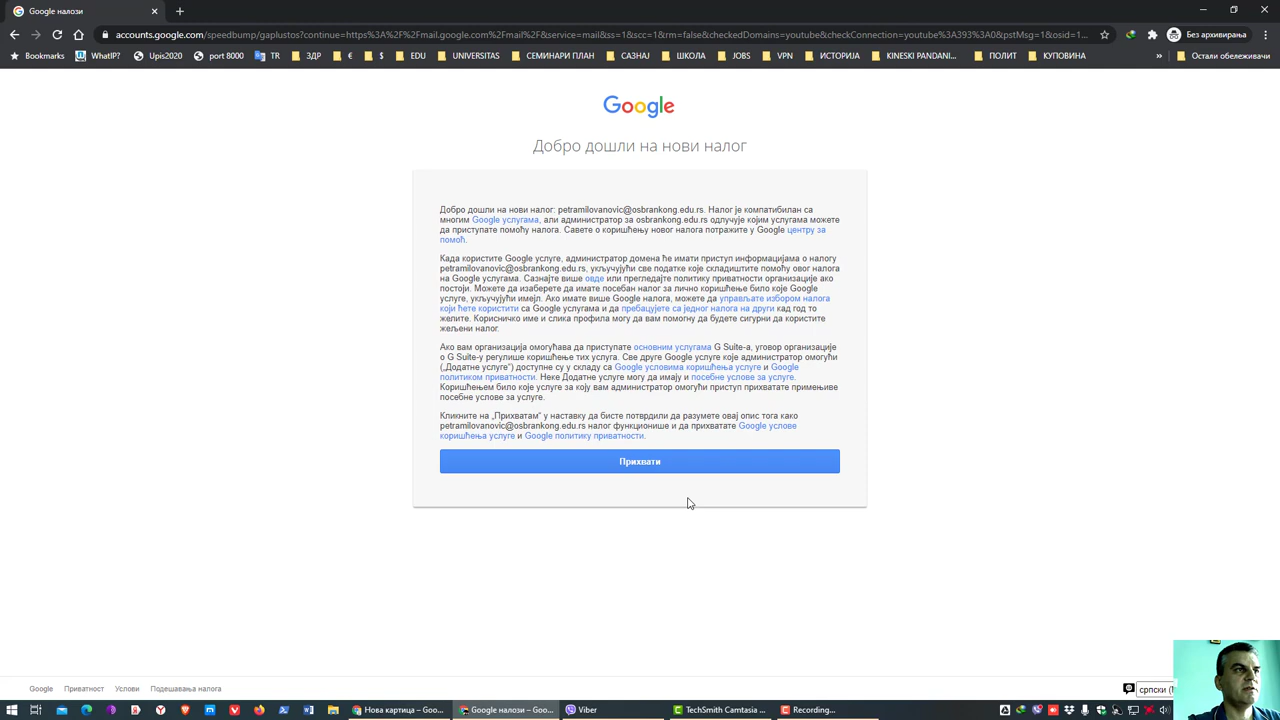 Google налози
accounts.google.com/speedbump/gaplustos?continue=https%3A%2F%2Fmail.google.com%2Fmail%2F&service=mail&ss=1&scc=1&rm=false&checkedDomains=youtube&checkConnection=youtube%3A393%3A0&pstMsg=1&osid=1...
Без архивирања
Bookmarks WhatIF? Upis2020 port 8000 TR ЗДР € $ EDU UNIVERSITAS СЕМИНАРИ ПЛАН САЗНАЈ ШКОЛА JOBS VPN ИСТОРИЈА KINESKI PANDANI... ПОЛИТ КУПОВИНА » Остали обележивачи
Google
Добро дошли на нови налог
Добро дошли на нови налог: petramilovanovic@osbrankong.edu.rs. Налог је компатибилан са
многим Google услугама, али администратор за osbrankong.edu.rs одлучује којим услугама можете
да приступате помоћу налога. Савете о коришћењу новог налога потражите у Google центру за
помоћ.
Када користите Google услуге, администратор домена ће имати приступ информацијама о налогу
petramilovanovic@osbrankong.edu.rs, укључујући све податке које складиштите помоћу овог налога
на Google услугама. Сазнајте више овде или прегледајте политику приватности организације ако
постоји. Можете да изаберете да имате посебан налог за лично коришћење било које Google
услуге, укључујући имејл. Ако имате више Google налога, можете да управљате избором налога
који ћете користити са Google услугама и да пребацујете са једног налога на други кад год то
желите. Корисничко име и слика профила могу да вам помогну да будете сигурни да користите
жељени налог.
Ако вам организација омогућава да приступате основним услугама G Suite-а, уговор организације
о G Suite-у регулише коришћење тих услуга. Све друге Google услуге које администратор омогући
(„Додатне услуге“) доступне су у складу са Google условима коришћења услуге и Google
политиком приватности. Неке Додатне услуге могу да имају и посебне услове за услуге.
Коришћењем било које услуге за коју вам администратор омогући приступ прихватате примењиве
посебне услове за услуге.
Кликните на „Прихватам“ у наставку да бисте потврдили да разумете овај опис тога како
petramilovanovic@osbrankong.edu.rs налог функционише и да прихватате Google услове
коришћења услуге и Google политику приватности.
Прихвати
Google Приватност Услови Подешавања налога
српски
Нова картица – Goo... Google налози – Goo... Viber TechSmith Camtasia ... Recording...